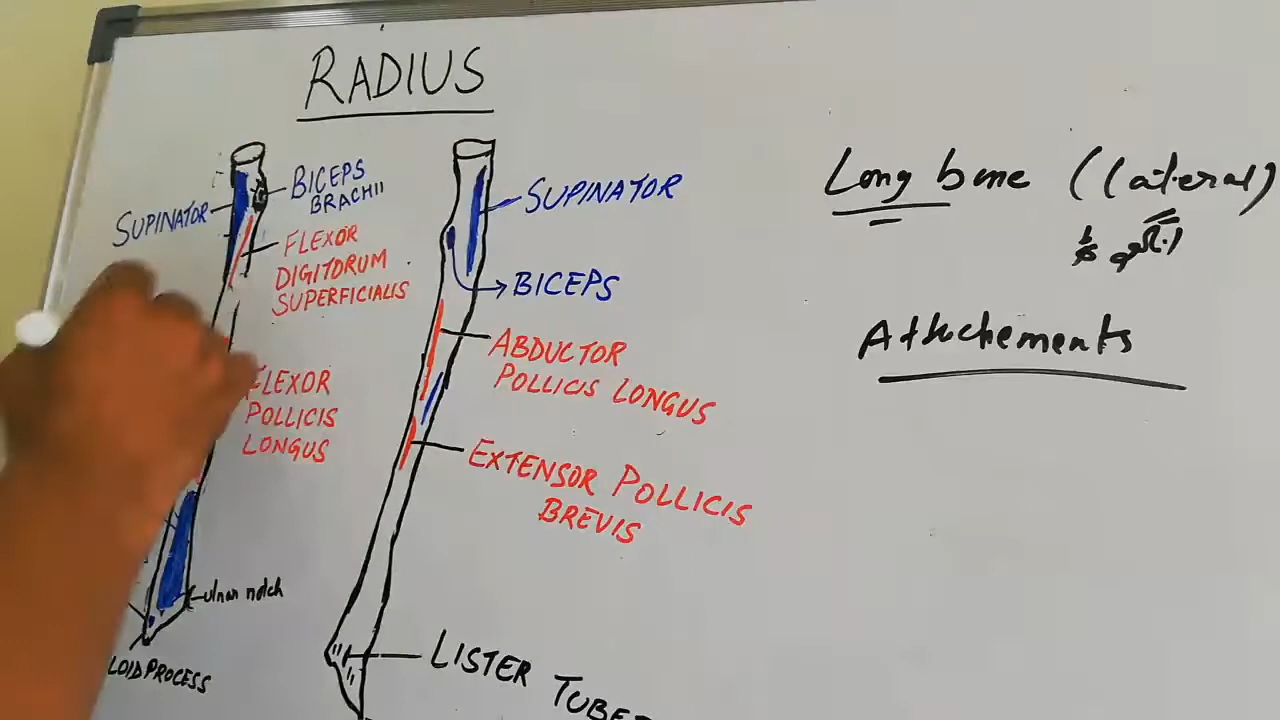 RADIUS
SUPINATOR
BICEPS
BRACHII
FLEXOR
DIGITORUM
SUPERFICIALIS
FLEXOR
POLLICIS
LONGUS
ulnar notch
LOID PROCESS
SUPINATOR
BICEPS
ABDUCTOR
POLLICIS LONGUS
EXTENSOR POLLICIS
BREVIS
LISTER TUBE
Long bone (lateral)
Attachements